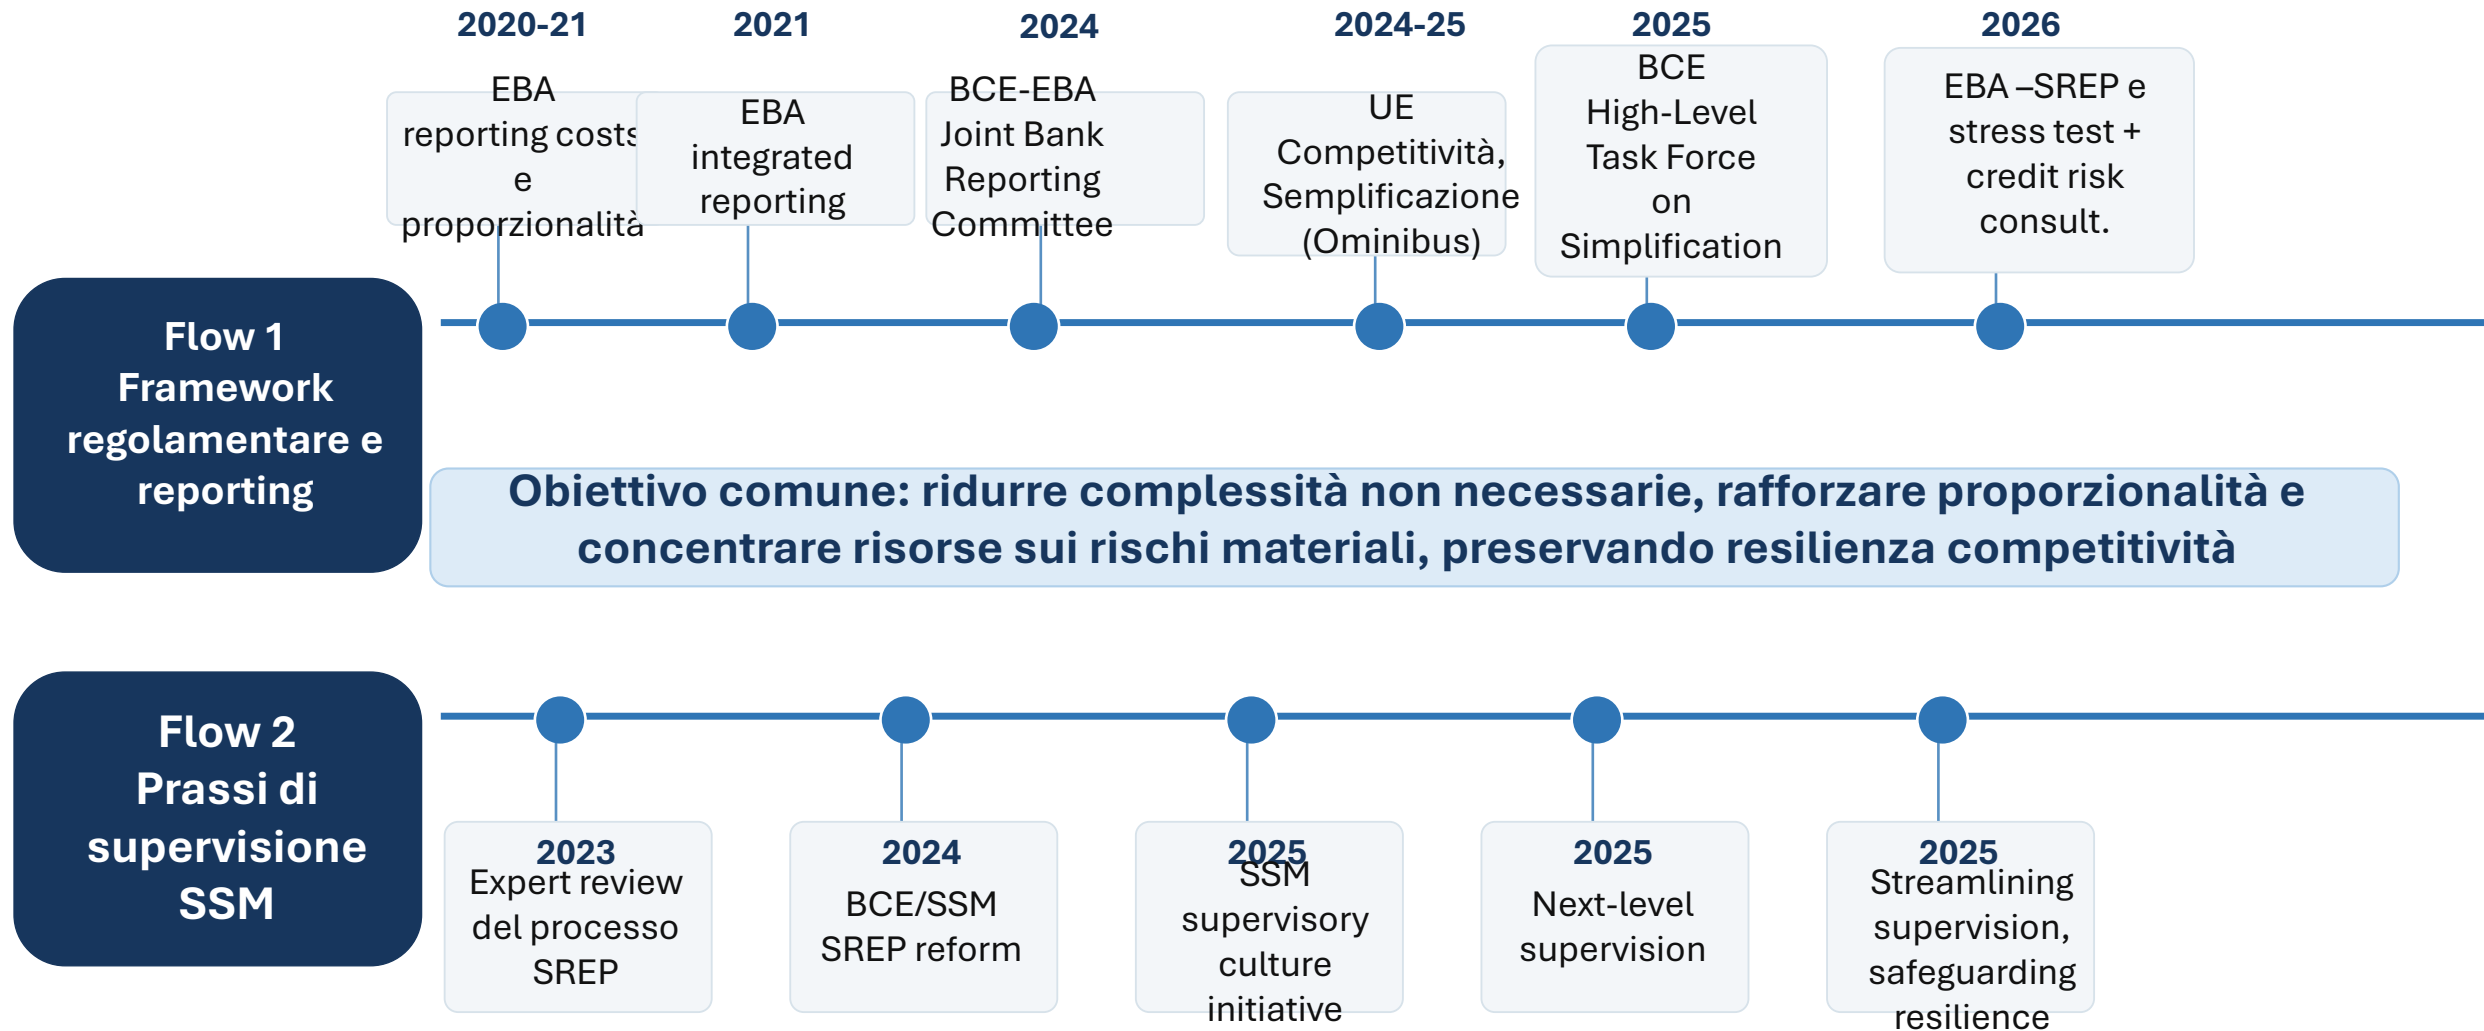 2020-21
EBA
reporting costs
e
proporzionalità
2021
EBA
integrated
reporting
2024
BCE-EBA
Joint Bank
Reporting
Committee
2024-25
UE
Competitività,
Semplificazione
(Ominibus)
2025
BCE
High-Level
Task Force
on
Simplification
2026
EBA –SREP e
stress test +
credit risk
consult.
Flow 1
Framework
regolamentare e
reporting
Obiettivo comune: ridurre complessità non necessarie, rafforzare proporzionalità e
concentrare risorse sui rischi materiali, preservando resilienza competitività
Flow 2
Prassi di
supervisione
SSM
2023
Expert review
del processo
SREP
2024
BCE/SSM
SREP reform
2025
SSM
supervisory
culture
initiative
2025
Next-level
supervision
2025
Streamlining
supervision,
safeguarding
resilience